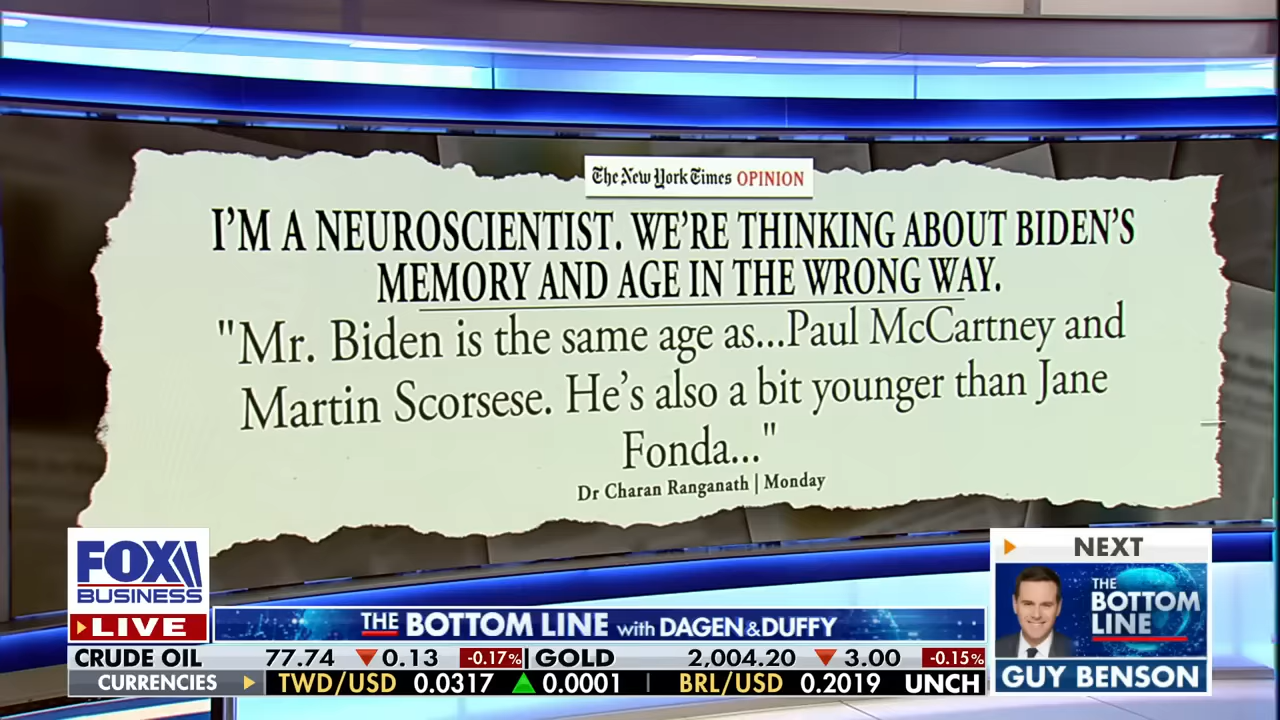 The New York Times OPINION
I'M A NEUROSCIENTIST. WE'RE THINKING ABOUT BIDEN'S
MEMORY AND AGE IN THE WRONG WAY.
"Mr. Biden is the same age as...Paul McCartney and
Martin Scorsese. He's also a bit younger than Jane
Fonda..."
Dr Charan Ranganath | Monday
FOX
BUSINESS
LIVE
THE BOTTOM LINE with DAGEN & DUFFY
CRUDE OIL 77.74 ▼0.13 -0.17% GOLD 2,004.20 ▼ 3.00 -0.15%
CURRENCIES TWD/USD 0.0317 ▲ 0.0001 | BRL/USD 0.2019 UNCH
NEXT
THE
BOTTOM
LINE
GUY BENSON